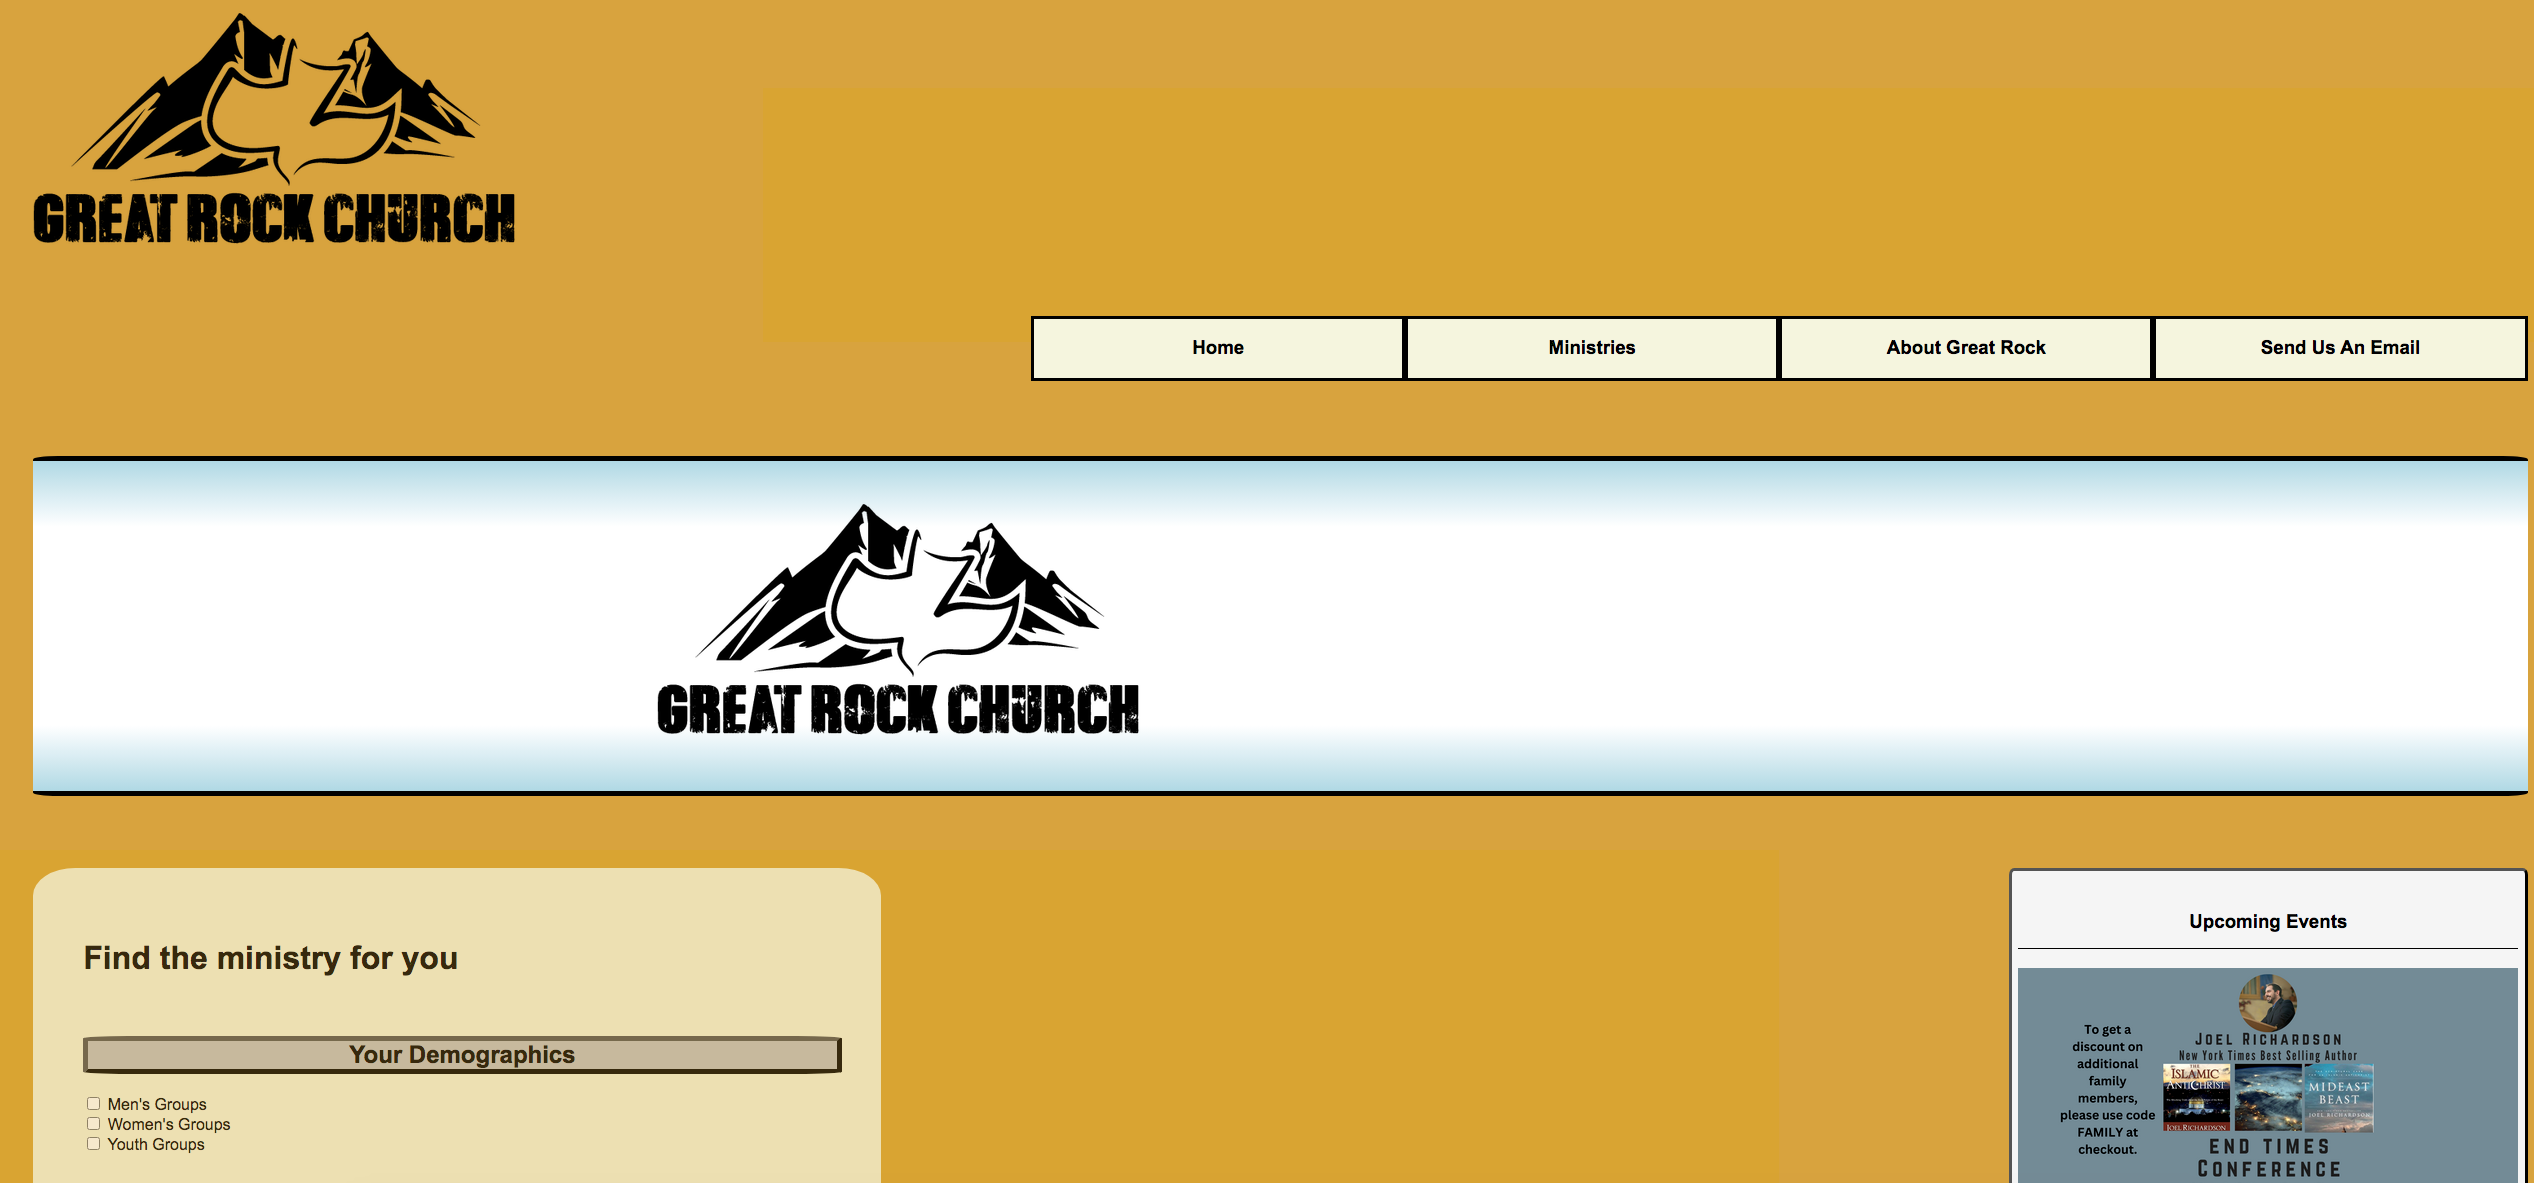 GREAT ROCK CHURCH
Home
Ministries
About Great Rock
Send Us An Email
GREAT ROCK CHURCH
Find the ministry for you
Your Demographics
Men's Groups
Women's Groups
Youth Groups
Upcoming Events
JOEL RICHARDSON
New York Times Best Selling Author
To get a
discount on
additional
family
members,
please use code
FAMILY at
checkout.
THE
ISLAMIC
ANTICHRIST
JOEL RICHARDSON
MIDEAST
BEAST
JOEL RICHARDSON
END TIMES
CONFERENCE